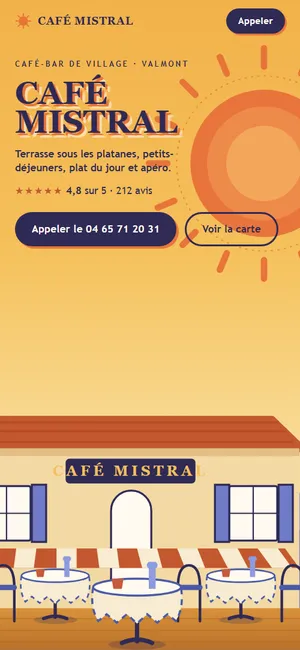 CAFÉ MISTRAL
Appeler
CAFÉ-BAR DE VILLAGE · VALMONT
CAFÉ
MISTRAL
Terrasse sous les platanes, petits-
déjeuners, plat du jour et apéro.
★★★★★ 4,8 sur 5 · 212 avis
Appeler le 04 65 71 20 31
Voir la carte
CAFÉ MISTRAL